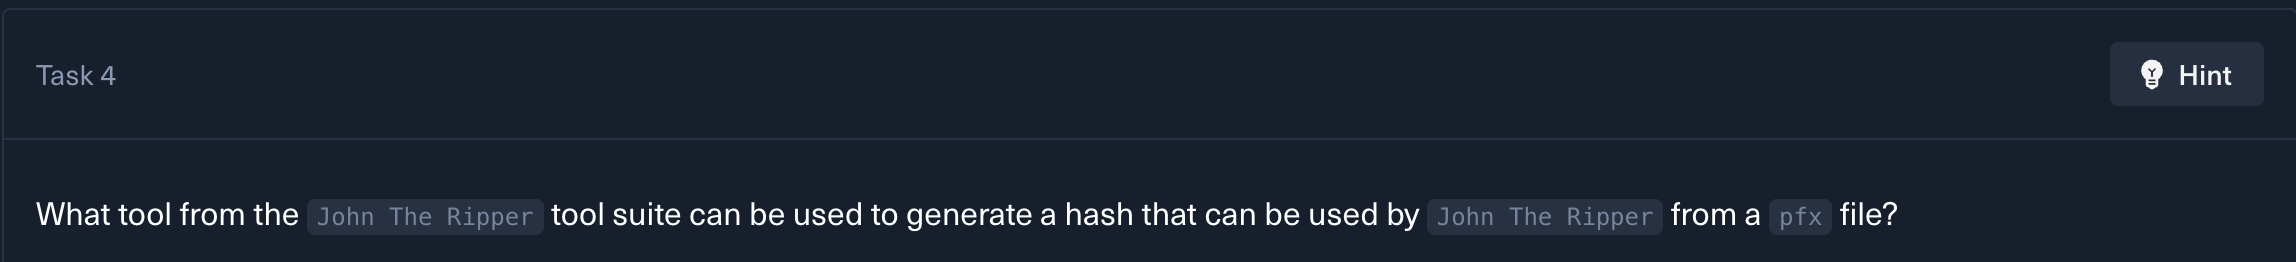 Task 4
Hint
What tool from the John The Ripper tool suite can be used to generate a hash that can be used by John The Ripper from a pfx file?